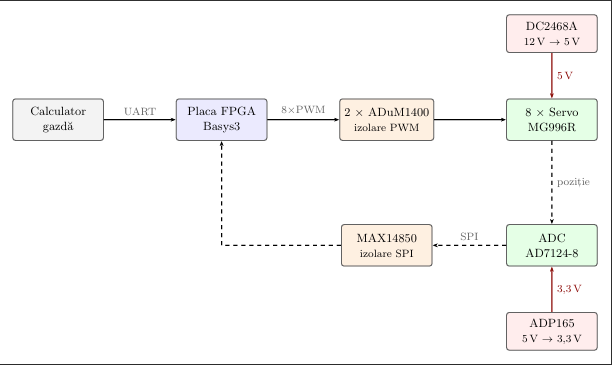 DC2468A
12 V → 5 V
5 V
Calculator
gazdă
UART
Placa FPGA
Basys3
8×PWM
2 × ADuM1400
izolare PWM
8 × Servo
MG996R
poziție
MAX14850
izolare SPI
SPI
ADC
AD7124-8
3,3 V
ADP165
5 V → 3,3 V